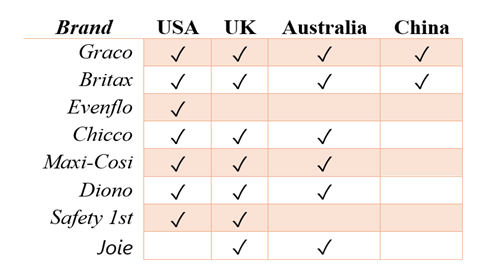 Brand USA UK Australia China
Graco ✓ ✓ ✓ ✓
Britax ✓ ✓ ✓ ✓
Evenflo ✓
Chicco ✓ ✓ ✓
Maxi-Cosi ✓ ✓ ✓
Diono ✓ ✓ ✓
Safety 1st ✓ ✓
Joie ✓ ✓